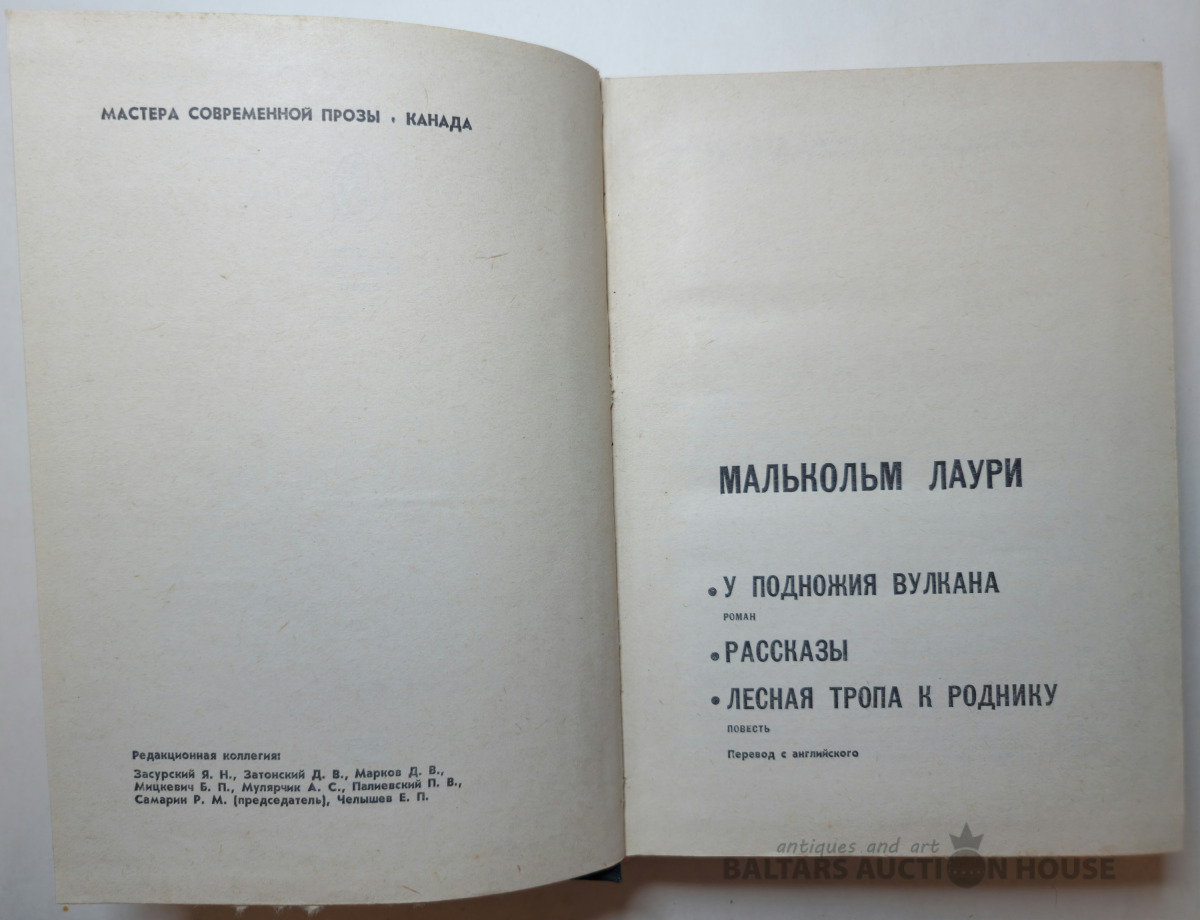 МАСТЕРА СОВРЕМЕННОЙ ПРОЗЫ • КАНАДА
Редакционная коллегия:
Засурский Я. Н., Затонский Д. В., Марков Д. В.,
Мицкевич Б. П., Мулярчик А. С., Палиевский П. В.,
Самарин Р. М. (председатель), Челышев Е. П.
МАЛЬКОЛЬМ ЛАУРИ
• У ПОДНОЖИЯ ВУЛКАНА
РОМАН
• РАССКАЗЫ
• ЛЕСНАЯ ТРОПА К РОДНИКУ
ПОВЕСТЬ
Перевод с английского
antiques and art
BALTARS AUCTION HOUSE